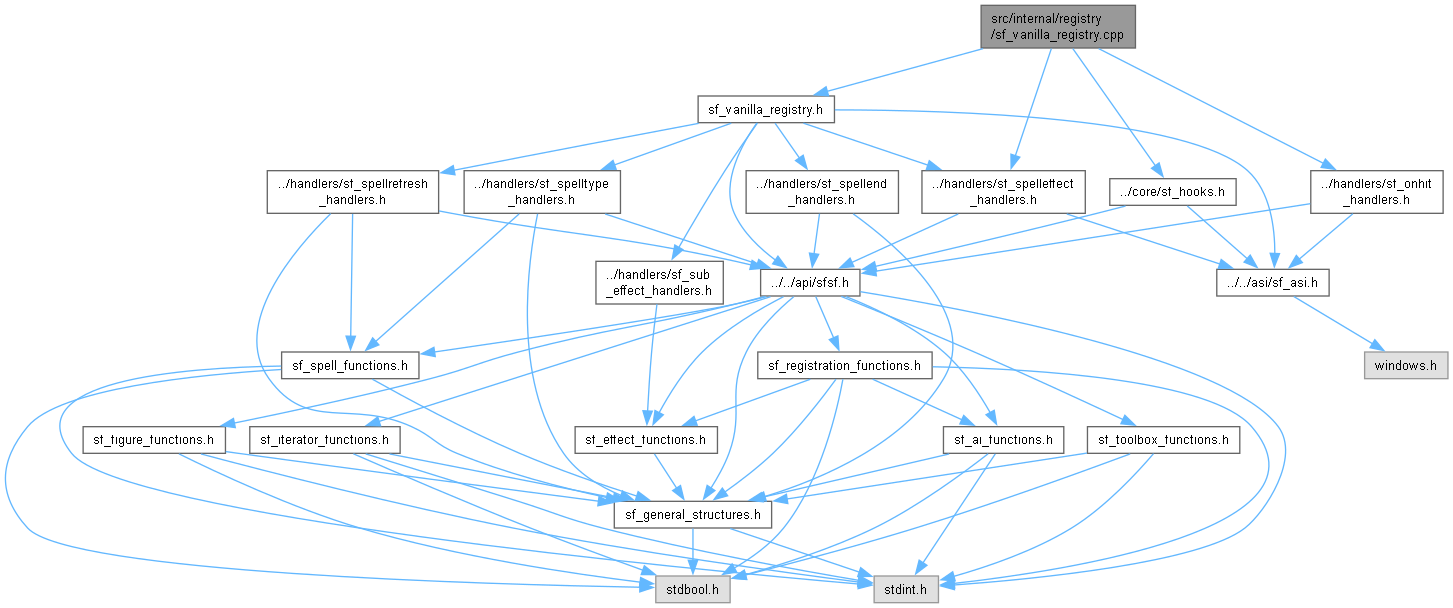 src/internal/registry
/sf_vanilla_registry.cpp
sf_vanilla_registry.h
../handlers/sf_spellrefresh
_handlers.h
../handlers/sf_spelltype
_handlers.h
../handlers/sf_spellend
_handlers.h
../handlers/sf_spelleffect
_handlers.h
../core/sf_hooks.h
../handlers/sf_onhit
_handlers.h
../handlers/sf_sub
_effect_handlers.h
../../api/sfsf.h
../../asi/sf_asi.h
sf_spell_functions.h
sf_registration_functions.h
windows.h
sf_figure_functions.h
sf_iterator_functions.h
sf_effect_functions.h
sf_ai_functions.h
sf_toolbox_functions.h
sf_general_structures.h
stdbool.h
stdint.h